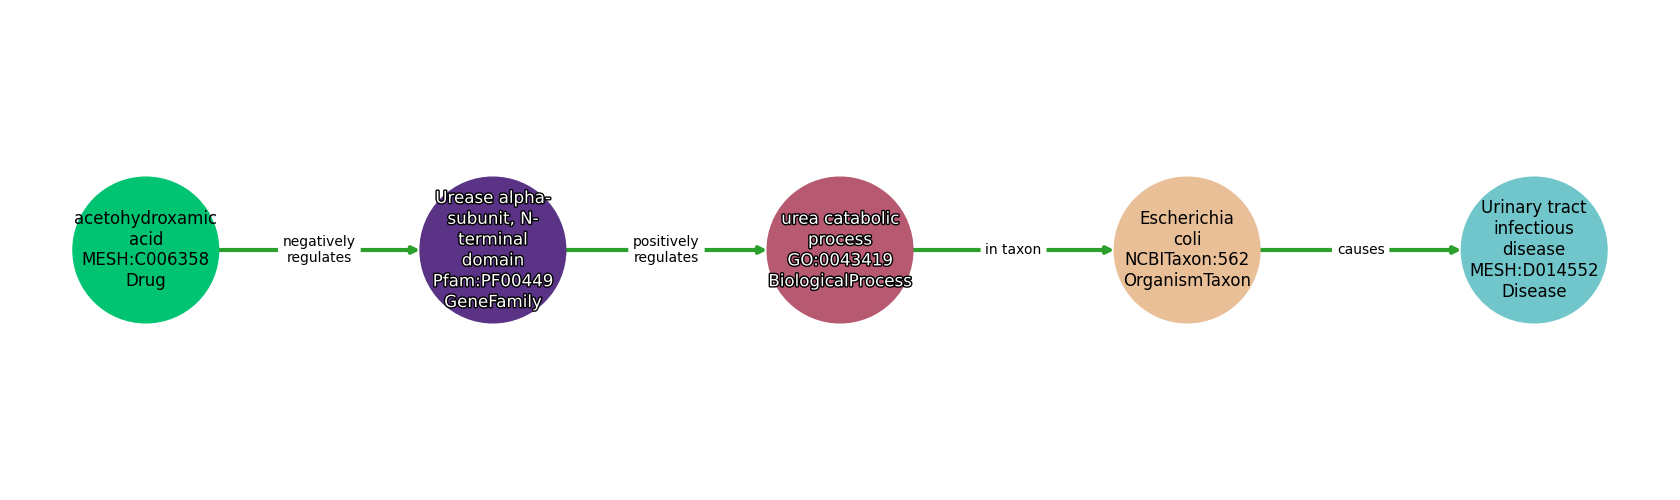 acetohydroxamic
acid
MESH:C006358
Drug
negatively
regulates
Urease alpha-
subunit, N-
terminal
domain
Pfam:PF00449
GeneFamily
positively
regulates
urea catabolic
process
GO:0043419
BiologicalProcess
in taxon
Escherichia
coli
NCBITaxon:562
OrganismTaxon
causes
Urinary tract
infectious
disease
MESH:D014552
Disease